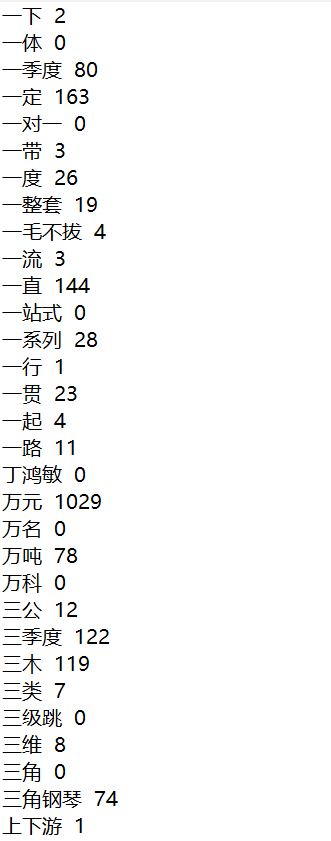 一下 2
一体 0
一季度 80
一定 163
一对一 0
一带 3
一度 26
一整套 19
一毛不拔 4
一流 3
一直 144
一站式 0
一系列 28
一行 1
一贯 23
一起 4
一路 11
丁鸿敏 0
万元 1029
万名 0
万吨 78
万科 0
三公 12
三季度 122
三木 119
三类 7
三级跳 0
三维 8
三角 0
三角钢琴 74
上下游 1